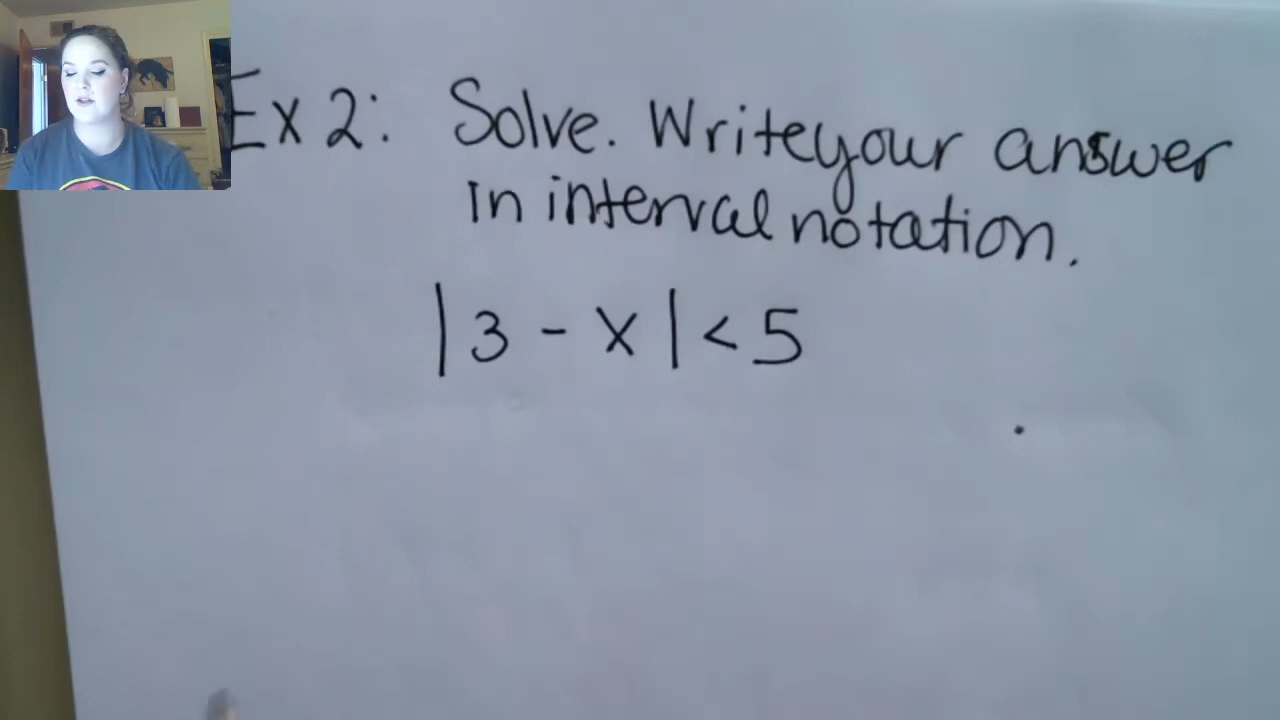 Ex 2: Solve. Write your answer
in interval notation.
|3 - x| < 5